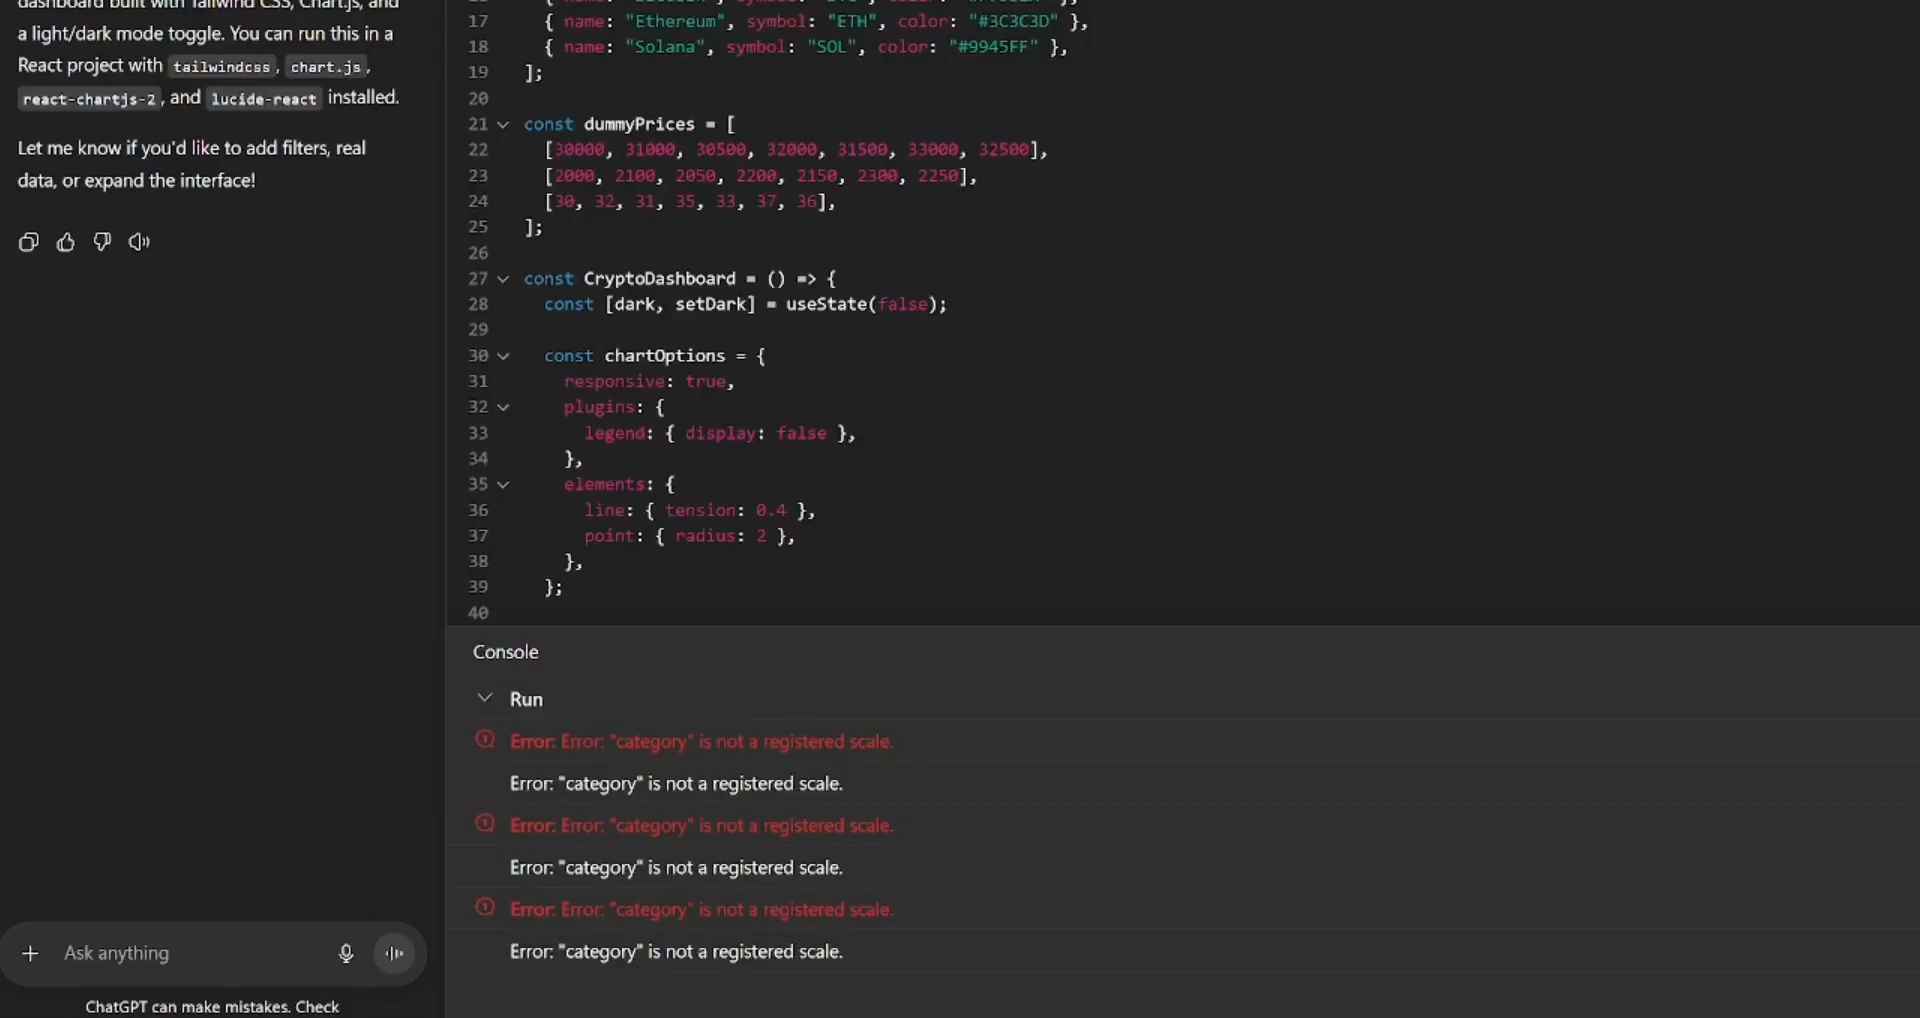 dashboard built with Tailwind CSS, Chart.js, and
a light/dark mode toggle. You can run this in a
React project with tailwindcss, chart.js,
react-chartjs-2, and lucide-react installed.
Let me know if you'd like to add filters, real
data, or expand the interface!
Ask anything
ChatGPT can make mistakes. Check
17 { name: "Ethereum", symbol: "ETH", color: "#3C3C3D" },
18 { name: "Solana", symbol: "SOL", color: "#9945FF" },
19 ];
20
21 const dummyPrices = [
22 [30000, 31000, 30500, 32000, 31500, 33000, 32500],
23 [2000, 2100, 2050, 2200, 2150, 2300, 2250],
24 [30, 32, 31, 35, 33, 37, 36],
25 ];
26
27 const CryptoDashboard = () => {
28 const [dark, setDark] = useState(false);
29
30 const chartOptions = {
31 responsive: true,
32 plugins: {
33 legend: { display: false },
34 },
35 elements: {
36 line: { tension: 0.4 },
37 point: { radius: 2 },
38 },
39 };
40
Console
Run
Error: Error: "category" is not a registered scale.
Error: "category" is not a registered scale.
Error: Error: "category" is not a registered scale.
Error: "category" is not a registered scale.
Error: Error: "category" is not a registered scale.
Error: "category" is not a registered scale.